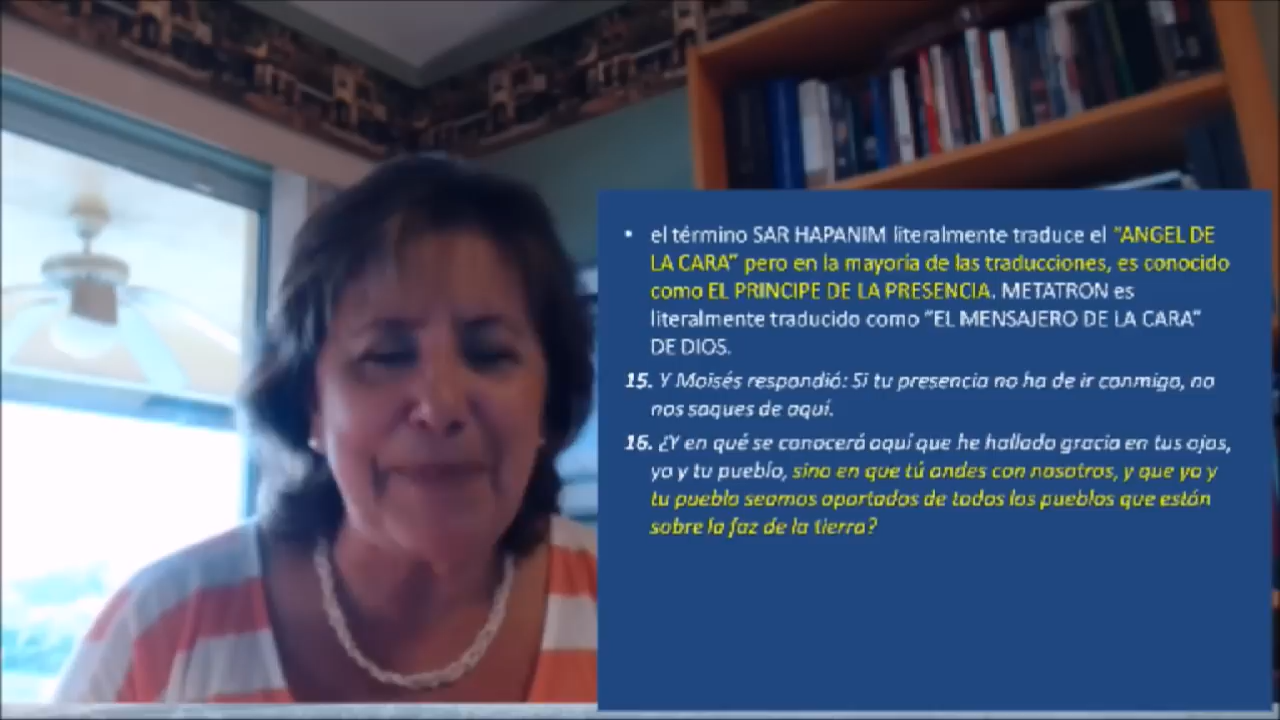 • el término SAR HAPANIM literalmente traduce el "ANGEL DE
LA CARA" pero en la mayoría de las traducciones, es conocido
como EL PRINCIPE DE LA PRESENCIA. METATRON es
literalmente traducido como "EL MENSAJERO DE LA CARA"
DE DIOS.
15. Y Moisés respondió: Si tu presencia no ha de ir conmigo, no
nos saques de aquí.
16. ¿Y en qué se conocerá aquí que he hallado gracia en tus ojos,
yo y tu pueblo, sino en que tú andes con nosotros, y que yo y
tu pueblo seamos apartados de todos los pueblos que están
sobre la faz de la tierra?